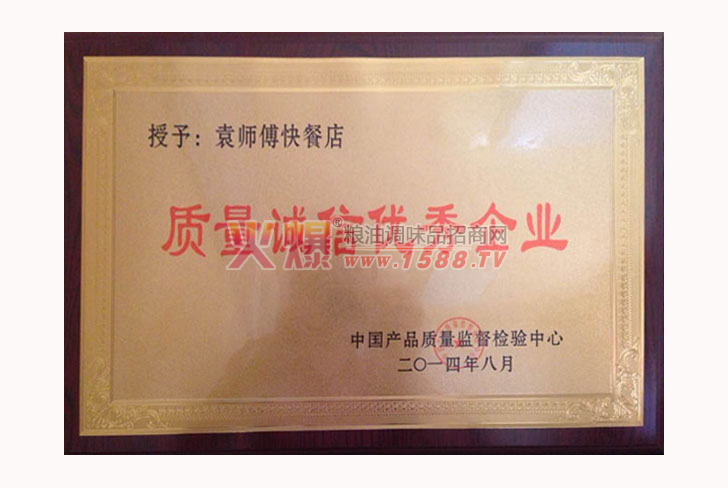 授予：袁师傅快餐店
质量诚信优秀企业
火爆®粮油调味品招商网
www.1588.TV
中国产品质量监督检验中心
二〇一四年八月